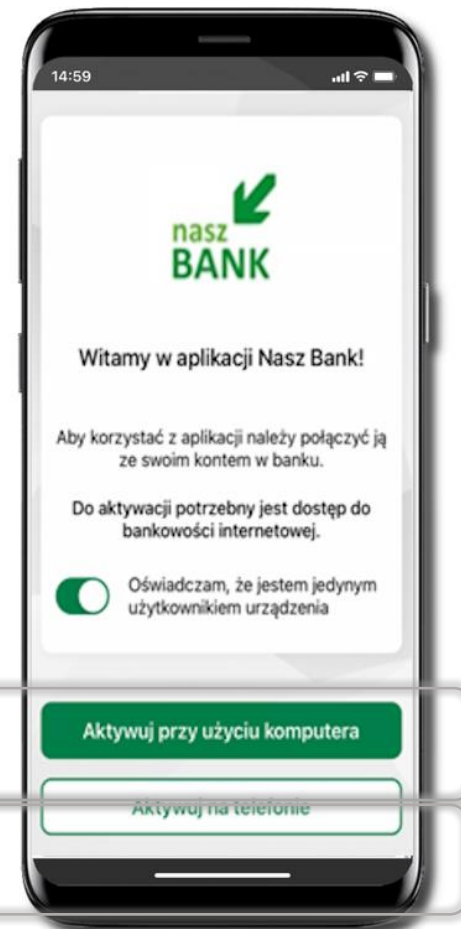 14:59
nasz
BANK
Witamy w aplikacji Nasz Bank!
Aby korzystać z aplikacji należy połączyć ją
ze swoim kontem w banku.
Do aktywacji potrzebny jest dostęp do
bankowości internetowej.
Oświadczam, że jestem jedynym
użytkownikiem urządzenia
Aktywuj przy użyciu komputera
Aktywuj na telefonie